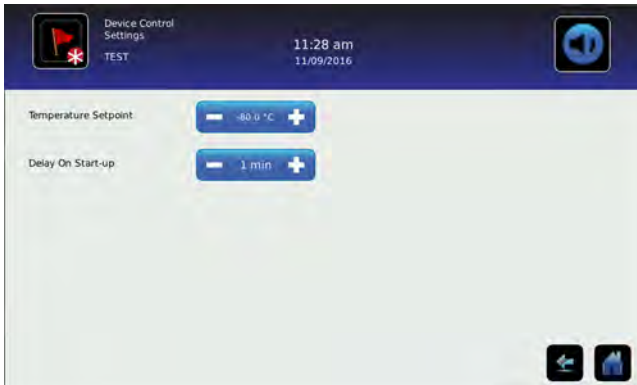 Device Control
Settings
TEST
11:28 am
11/09/2016
Temperature Setpoint
-80.0 °C
Delay On Start-up
1 min